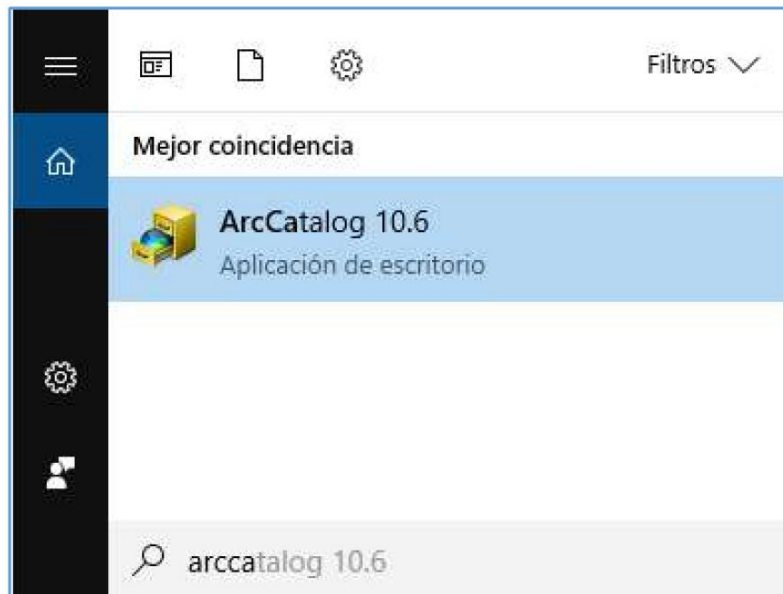 Filtros
Mejor coincidencia
ArcCatalog 10.6
Aplicación de escritorio
arccatalog 10.6